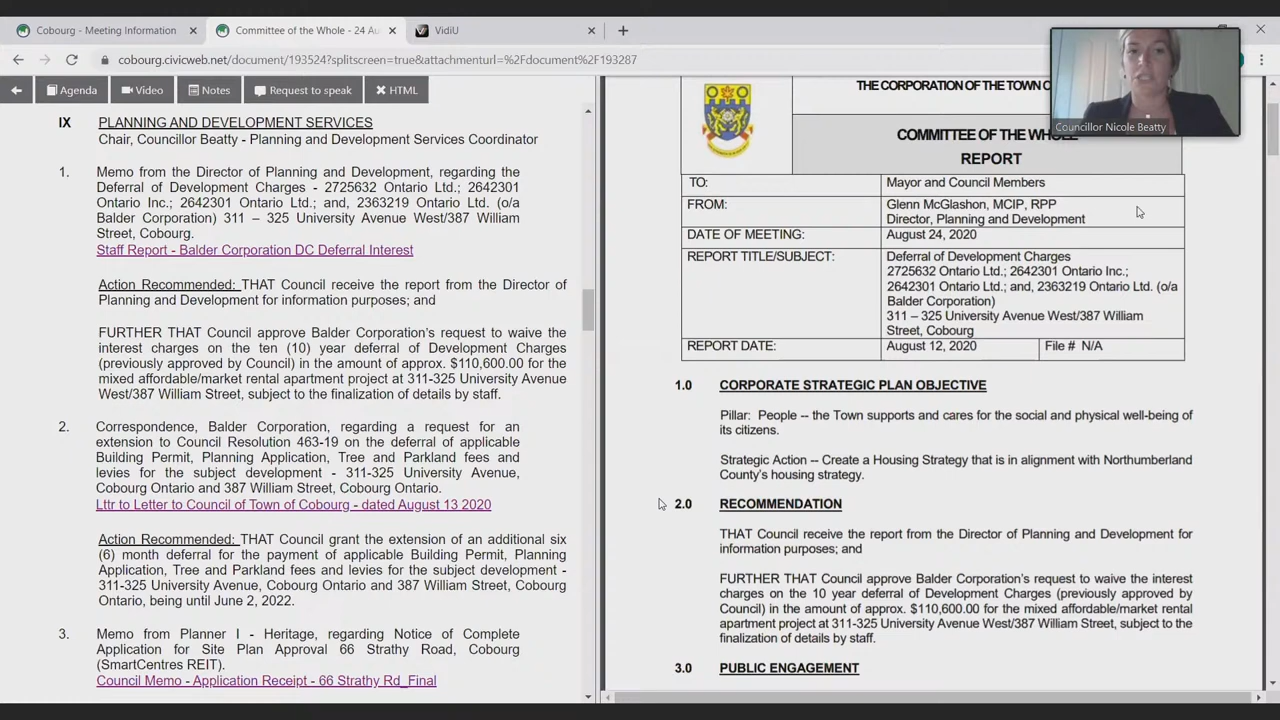 Cobourg - Meeting Information
Committee of the Whole - 24 Au
VidiU
cobourg.civicweb.net/document/193524?splitscreen=true&attachmenturl=%2Fdocument%2F193287
Agenda
Video
Notes
Request to speak
HTML
IX PLANNING AND DEVELOPMENT SERVICES
Chair, Councillor Beatty - Planning and Development Services Coordinator
1. Memo from the Director of Planning and Development, regarding the
Deferral of Development Charges - 2725632 Ontario Ltd.; 2642301
Ontario Inc.; 2642301 Ontario Ltd.; and, 2363219 Ontario Ltd. (o/a
Balder Corporation) 311 – 325 University Avenue West/387 William
Street, Cobourg.
Staff Report - Balder Corporation DC Deferral Interest
Action Recommended: THAT Council receive the report from the Director of
Planning and Development for information purposes; and
FURTHER THAT Council approve Balder Corporation's request to waive the
interest charges on the ten (10) year deferral of Development Charges
(previously approved by Council) in the amount of approx. $110,600.00 for the
mixed affordable/market rental apartment project at 311-325 University Avenue
West/387 William Street, subject to the finalization of details by staff.
2. Correspondence, Balder Corporation, regarding a request for an
extension to Council Resolution 463-19 on the deferral of applicable
Building Permit, Planning Application, Tree and Parkland fees and
levies for the subject development - 311-325 University Avenue,
Cobourg Ontario and 387 William Street, Cobourg Ontario.
Lttr to Letter to Council of Town of Cobourg - dated August 13 2020
Action Recommended: THAT Council grant the extension of an additional six
(6) month deferral for the payment of applicable Building Permit, Planning
Application, Tree and Parkland fees and levies for the subject development -
311-325 University Avenue, Cobourg Ontario and 387 William Street, Cobourg
Ontario, being until June 2, 2022.
3. Memo from Planner I - Heritage, regarding Notice of Complete
Application for Site Plan Approval 66 Strathy Road, Cobourg
(SmartCentres REIT).
Council Memo - Application Receipt - 66 Strathy Rd_Final
THE CORPORATION OF THE TOWN OF
COMMITTEE OF THE WHOLE
REPORT
Councillor Nicole Beatty
TO: Mayor and Council Members
FROM: Glenn McGlashon, MCIP, RPP
Director, Planning and Development
DATE OF MEETING: August 24, 2020
REPORT TITLE/SUBJECT: Deferral of Development Charges
2725632 Ontario Ltd.; 2642301 Ontario Inc.;
2642301 Ontario Ltd.; and, 2363219 Ontario Ltd. (o/a
Balder Corporation)
311 – 325 University Avenue West/387 William
Street, Cobourg
REPORT DATE: August 12, 2020 File # N/A
1.0 CORPORATE STRATEGIC PLAN OBJECTIVE
Pillar: People -- the Town supports and cares for the social and physical well-being of
its citizens.
Strategic Action -- Create a Housing Strategy that is in alignment with Northumberland
County's housing strategy.
2.0 RECOMMENDATION
THAT Council receive the report from the Director of Planning and Development for
information purposes; and
FURTHER THAT Council approve Balder Corporation's request to waive the interest
charges on the 10 year deferral of Development Charges (previously approved by
Council) in the amount of approx. $110,600.00 for the mixed affordable/market rental
apartment project at 311-325 University Avenue West/387 William Street, subject to the
finalization of details by staff.
3.0 PUBLIC ENGAGEMENT